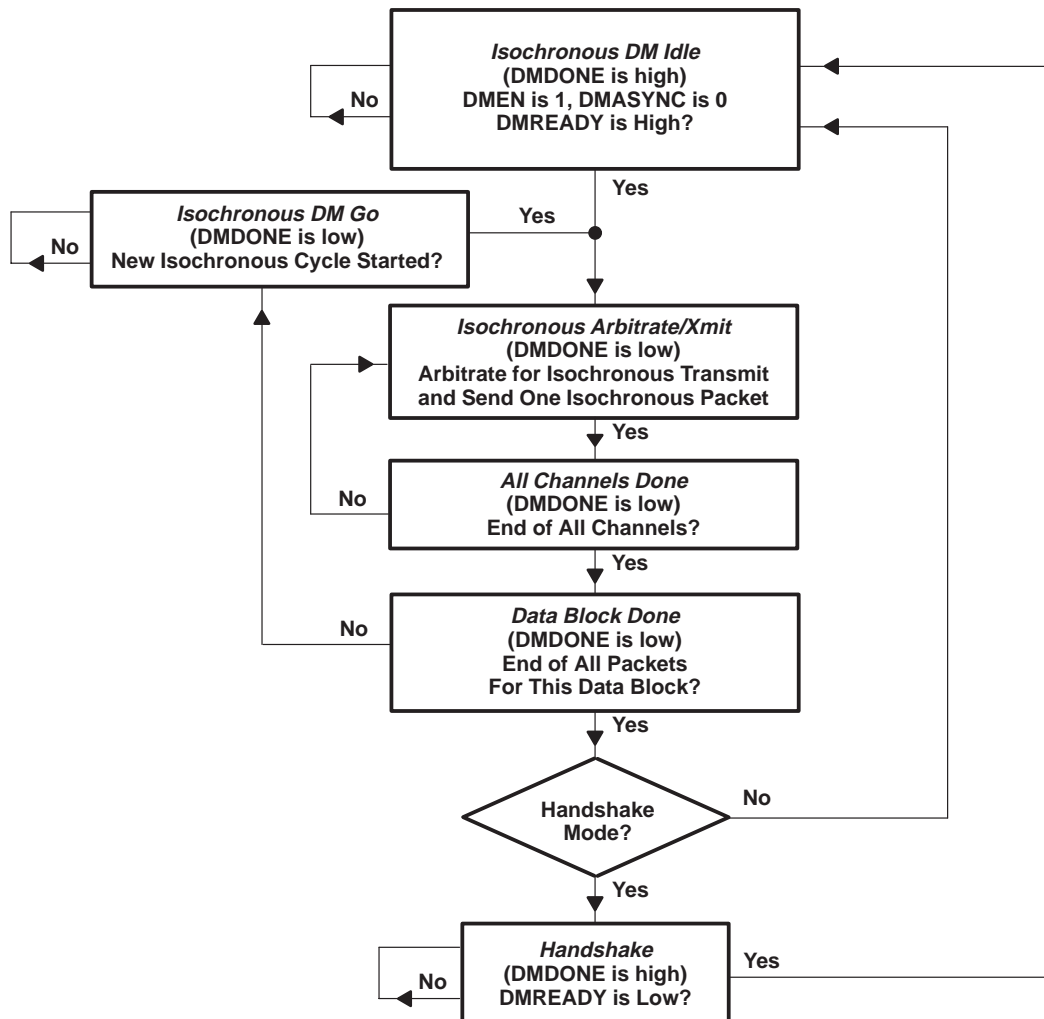 Isochronous DM Idle
(DMDONE is high)
DMEN is 1, DMASYNC is 0
DMREADY is High?
No
Yes
Isochronous DM Go
(DMDONE is low)
New Isochronous Cycle Started?
No
Yes
Isochronous Arbitrate/Xmit
(DMDONE is low)
Arbitrate for Isochronous Transmit
and Send One Isochronous Packet
Yes
All Channels Done
(DMDONE is low)
End of All Channels?
No
Yes
Data Block Done
(DMDONE is low)
End of All Packets
For This Data Block?
No
Yes
Handshake
Mode?
No
Yes
Handshake
(DMDONE is high)
DMREADY is Low?
No
Yes